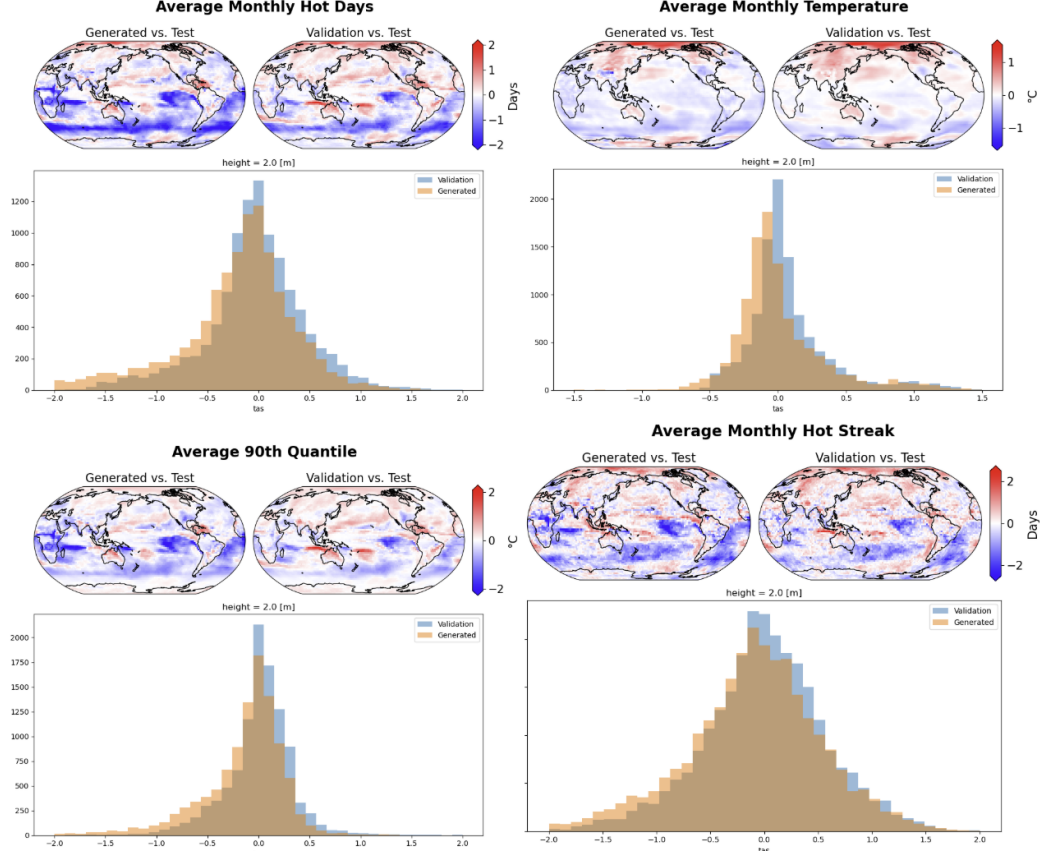 Average Monthly Hot Days
Generated vs. Test
Validation vs. Test
2
1
0
−1
−2
Days
height = 2.0 [m]
Validation
Generated
1200
1000
800
600
400
200
0
−2.0 −1.5 −1.0 −0.5 0.0 0.5 1.0 1.5 2.0
tas
Average Monthly Temperature
Generated vs. Test
Validation vs. Test
1
0
−1
°C
height = 2.0 [m]
Validation
Generated
2000
1500
1000
500
0
−1.5 −1.0 −0.5 0.0 0.5 1.0 1.5
tas
Average 90th Quantile
Generated vs. Test
Validation vs. Test
2
0
−2
°C
height = 2.0 [m]
Validation
Generated
2000
1750
1500
1250
1000
750
500
250
0
−2.0 −1.5 −1.0 −0.5 0.0 0.5 1.0 1.5 2.0
Average Monthly Hot Streak
Generated vs. Test
Validation vs. Test
2
0
−2
Days
height = 2.0 [m]
Validation
Generated
−2.0 −1.5 −1.0 −0.5 0.0 0.5 1.0 1.5 2.0
tas